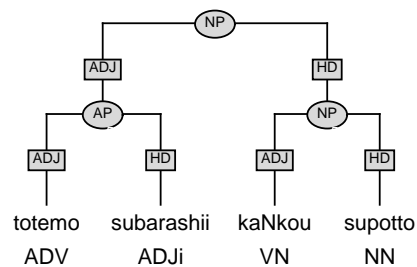 NP
ADJ HD
AP NP
ADJ HD ADJ HD
totemo subarashii kaNkou supotto
ADV ADJi VN NN